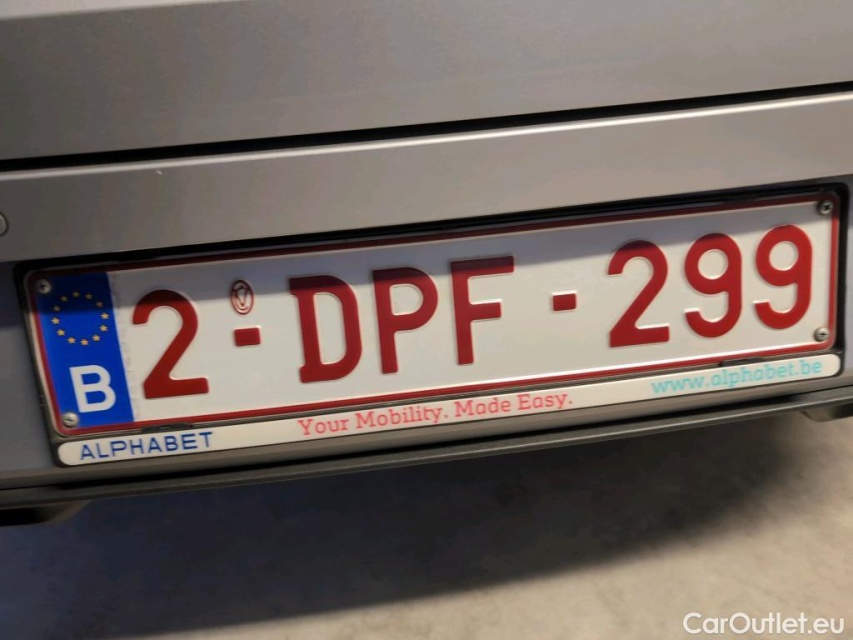 B 2-DPF-299
ALPHABET Your Mobility. Made Easy. www.alphabet.be
CarOutlet.eu